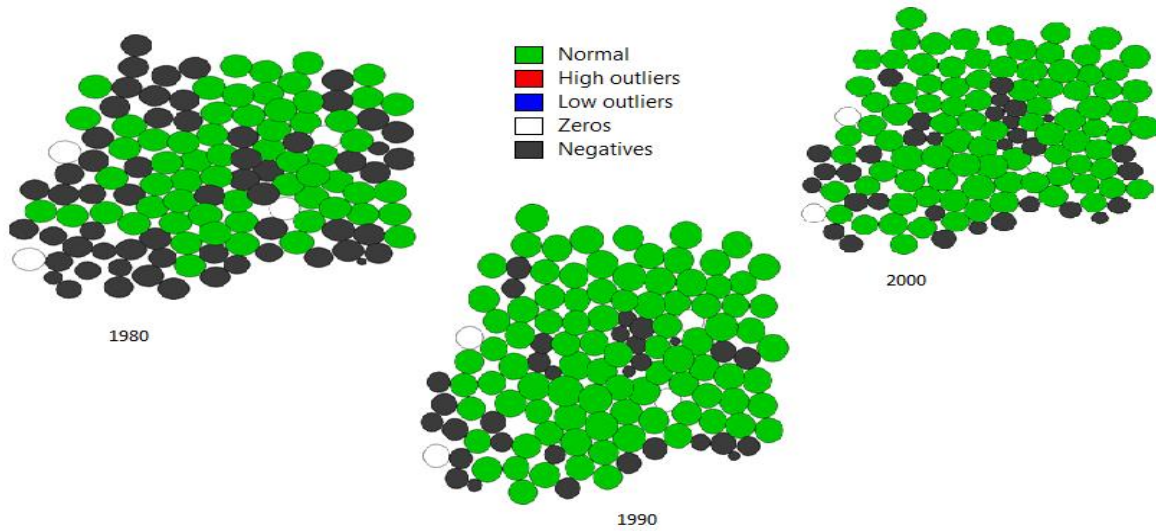 Normal
High outliers
Low outliers
Zeros
Negatives
2000
1980
1990